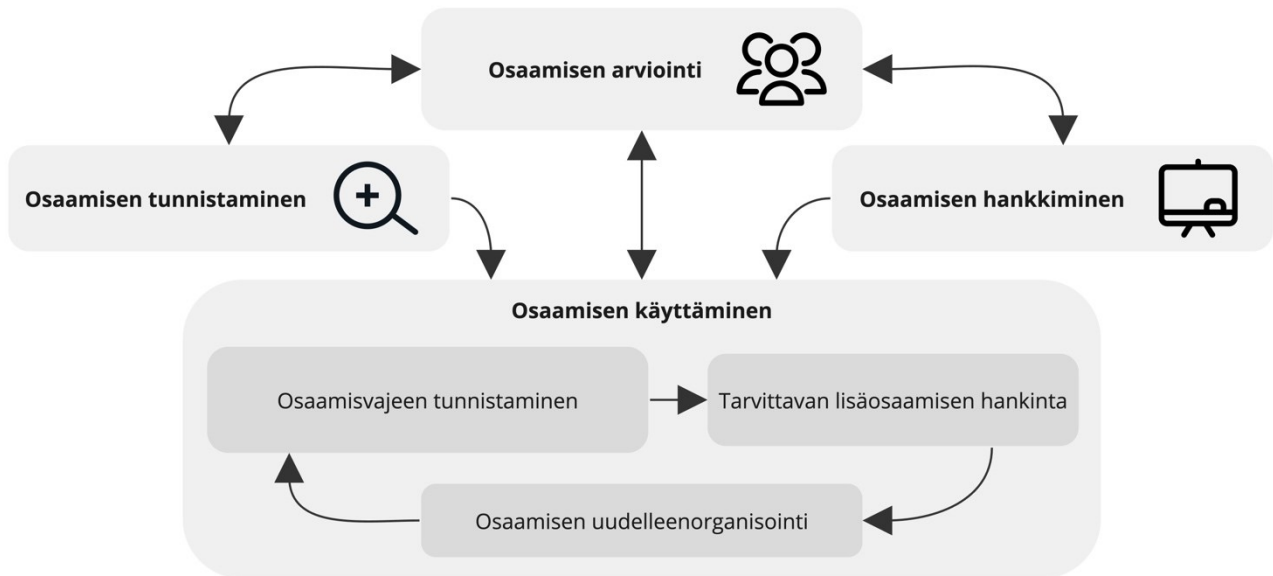 Osaamisen arviointi
Osaamisen tunnistaminen
Osaamisen hankkiminen
Osaamisen käyttäminen
Osaamisvajeen tunnistaminen
Tarvittavan lisäosaamisen hankinta
Osaamisen uudelleenorganisointi